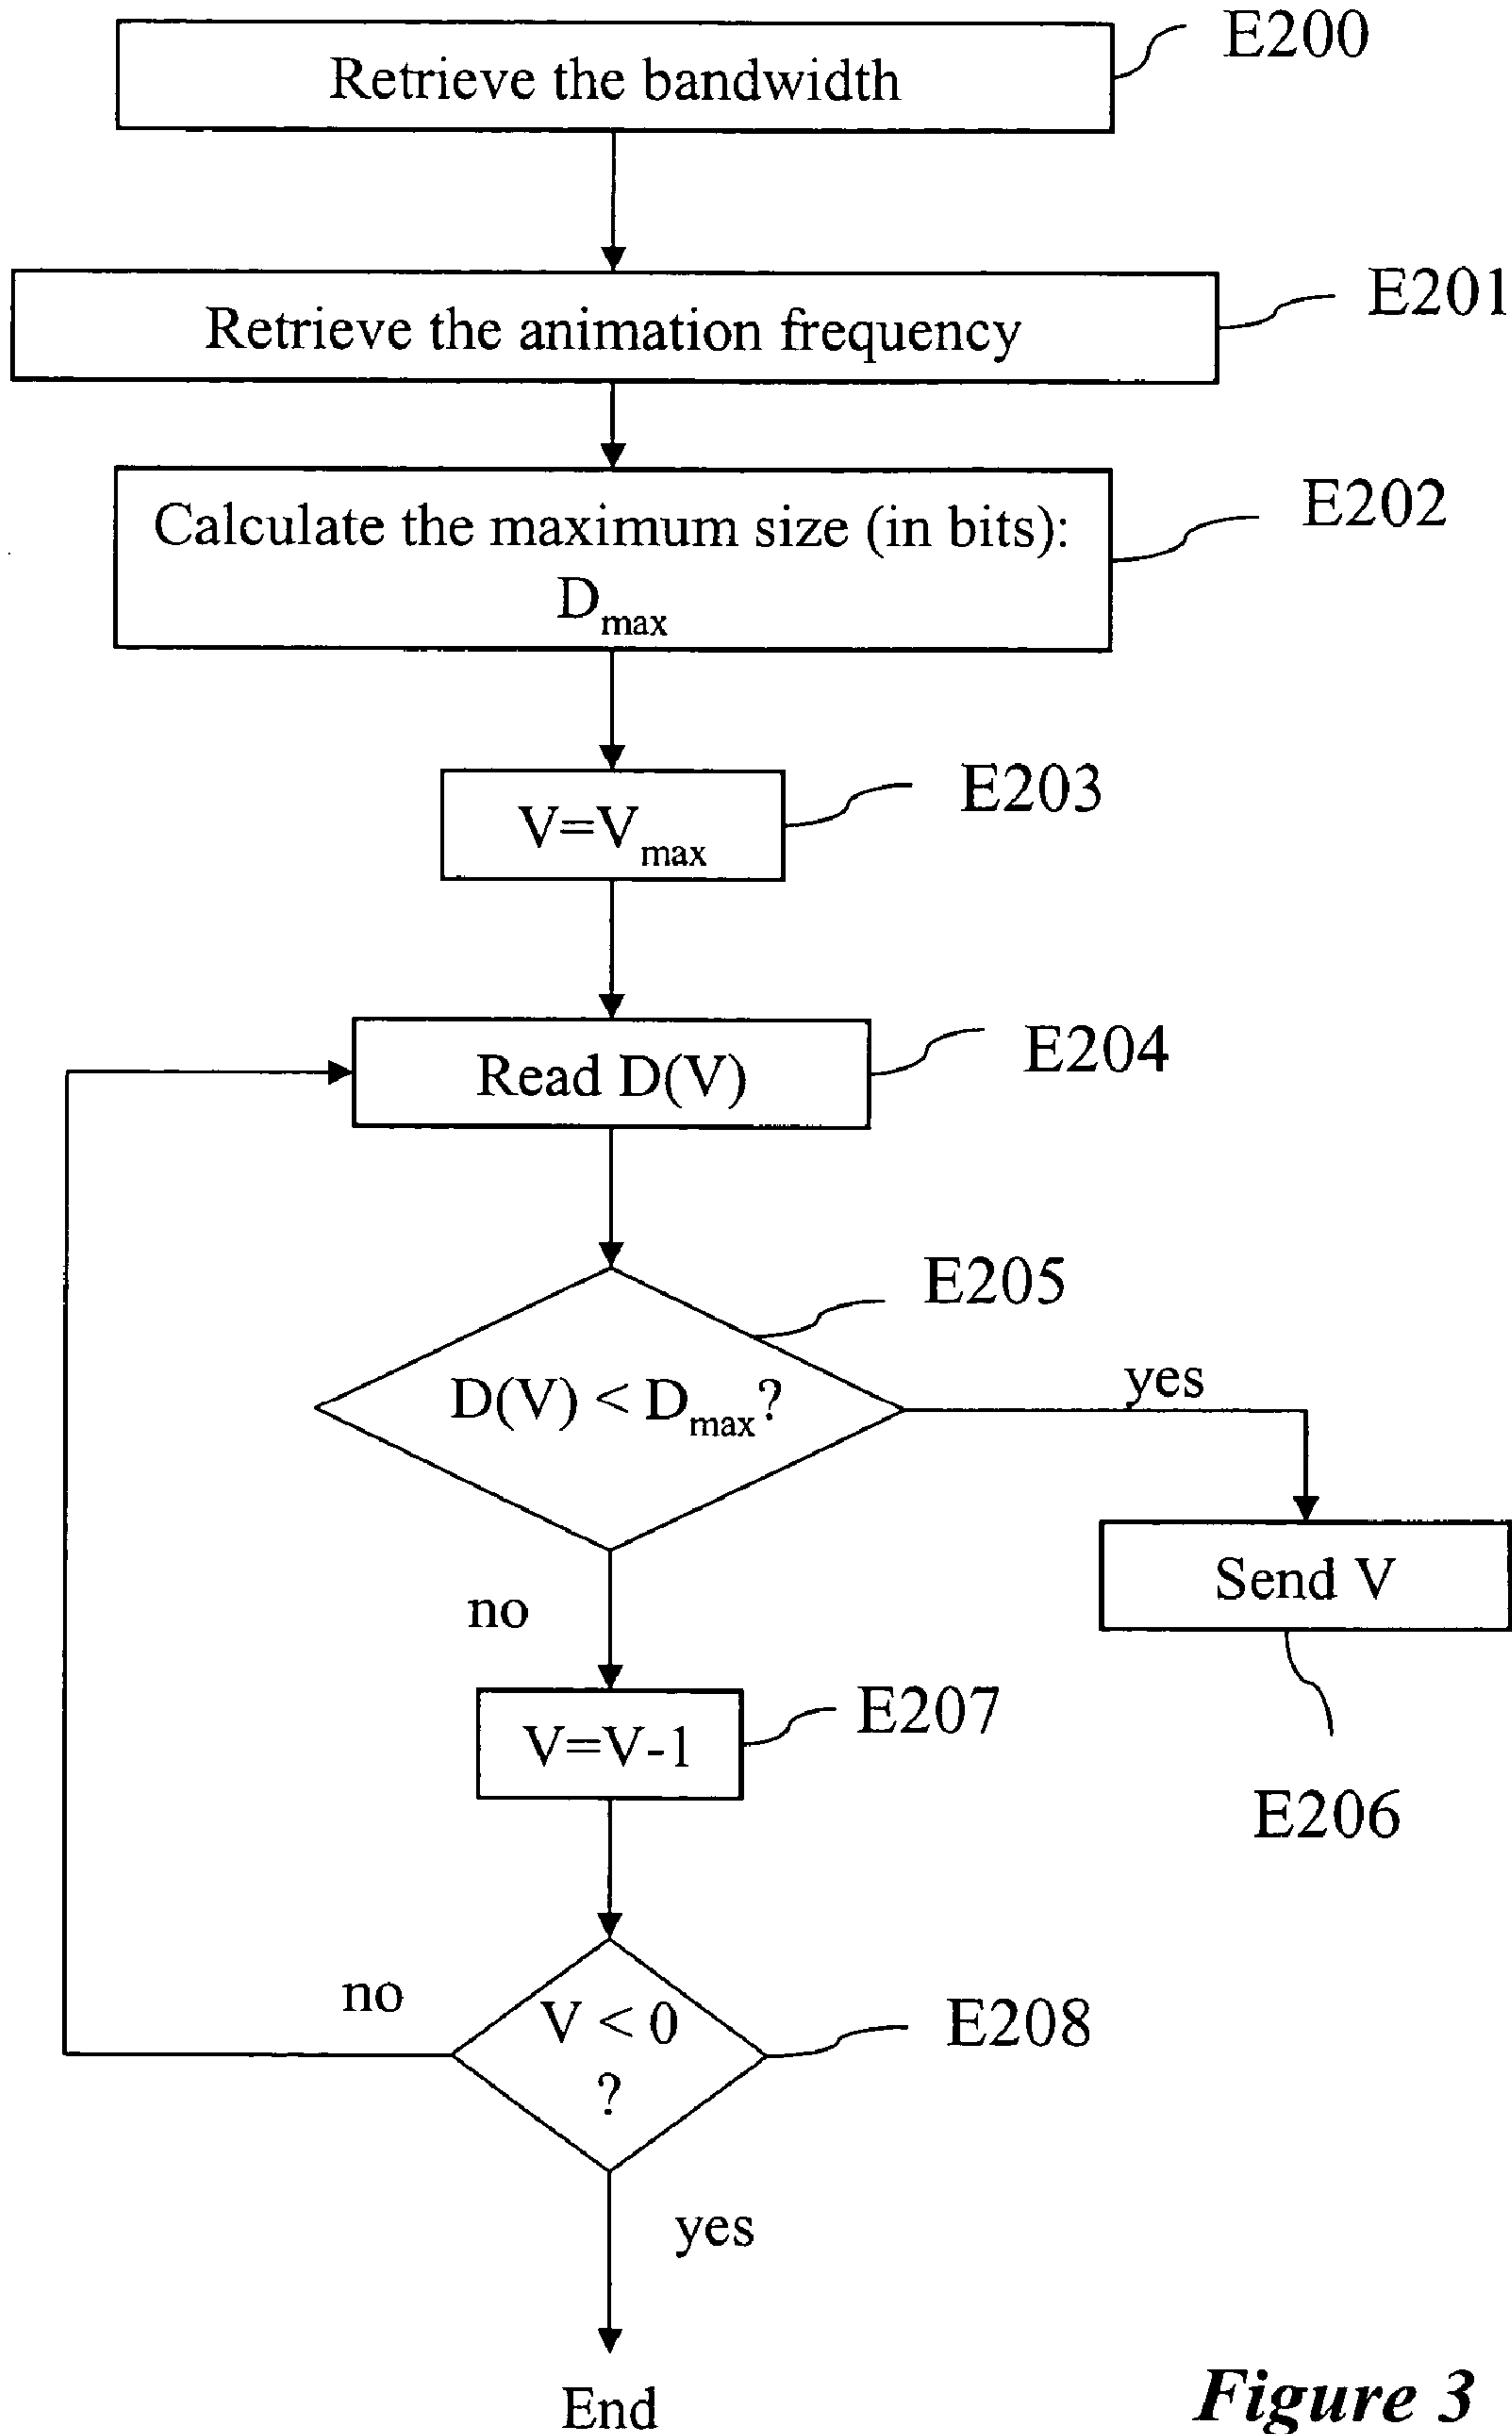 E200
Retrieve the bandwidth
E201
Retrieve the animation frequency
E202
Calculate the maximum size (in bits):
Dmax
E203
V=Vmax
E204
Read D(V)
E205
D(V) < Dmax?
yes
Send V
no
E207
V=V-1
E206
no
V < 0
?
E208
yes
End
Figure 3